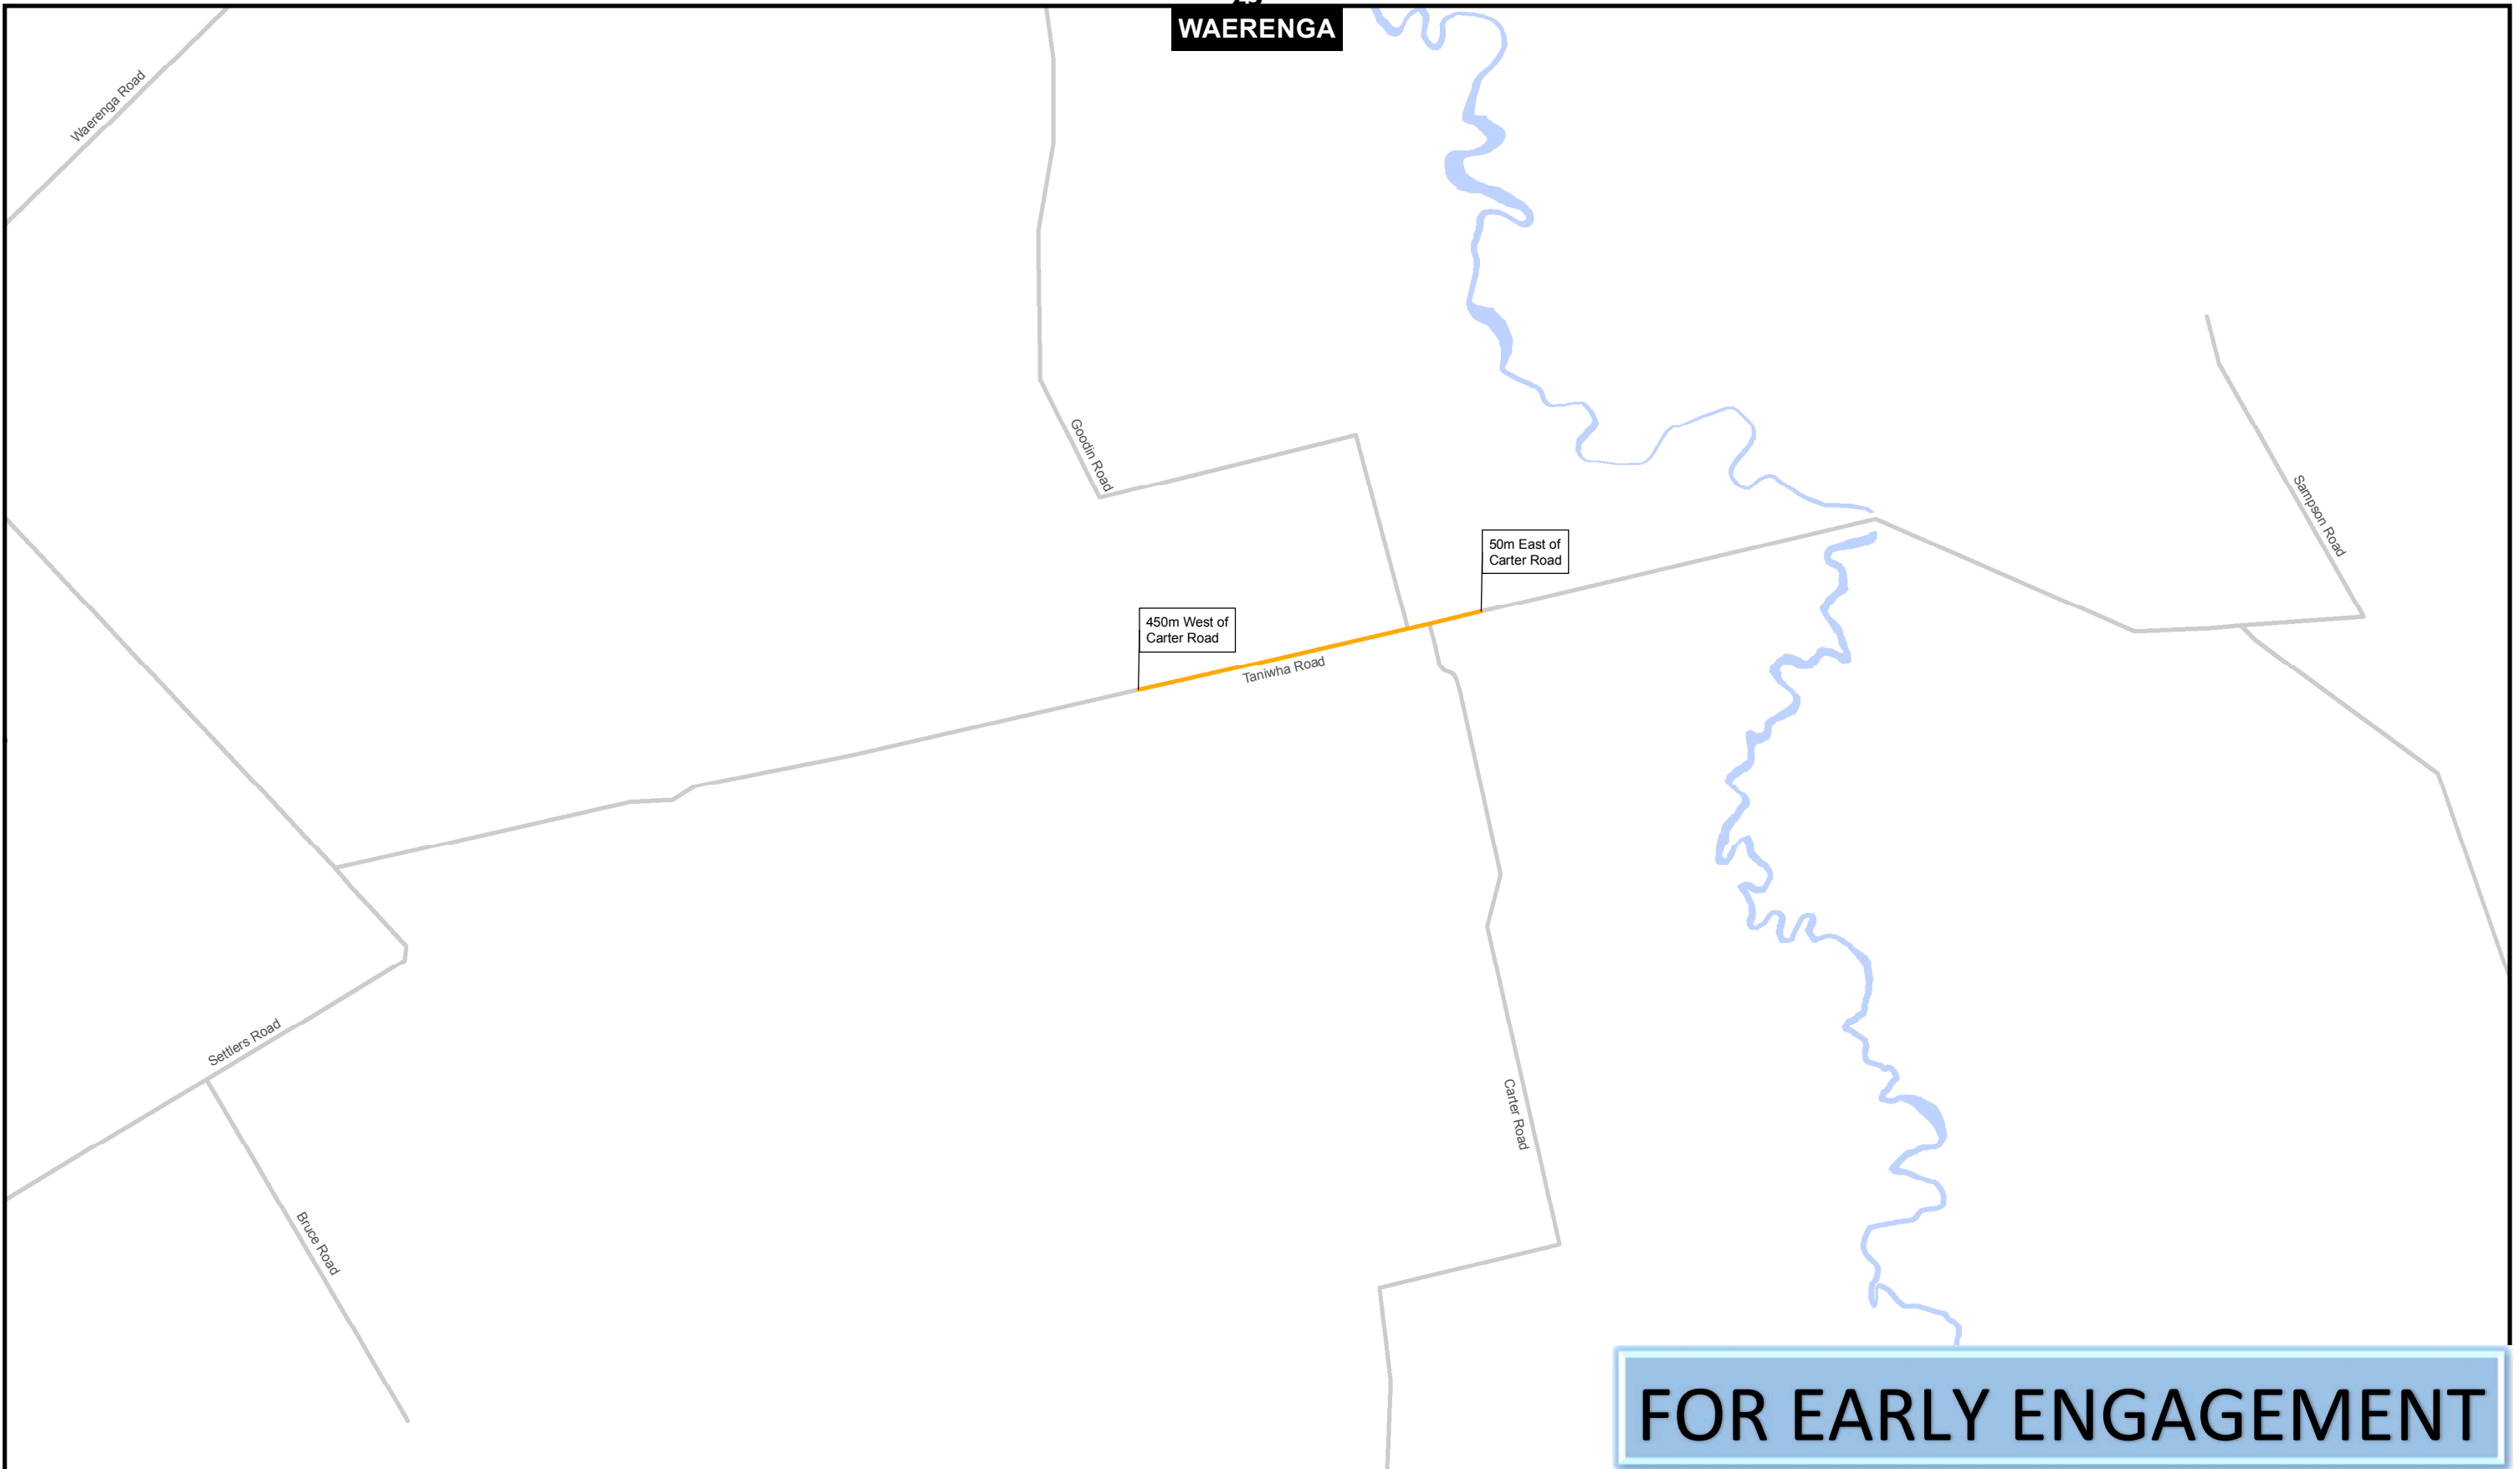 WAERENGA
Waerenga Road
Goodin Road
Sampson Road
50m East of
Carter Road
450m West of
Carter Road
Taniwha Road
Settlers Road
Carter Road
Bruce Road
FOR EARLY ENGAGEMENT